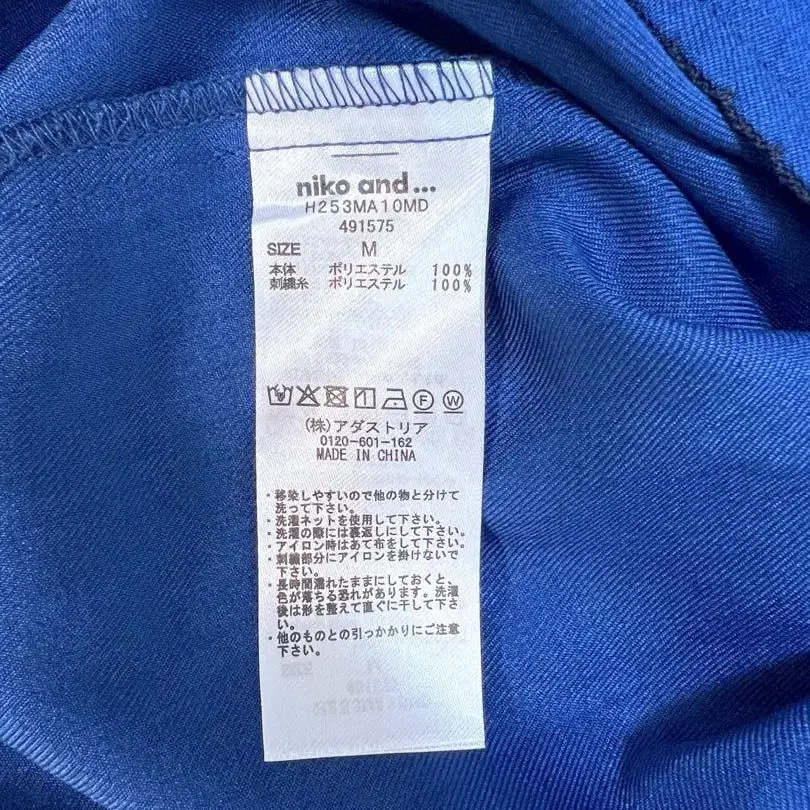 niko and ...
H253MA10MD
491575
SIZE M
本体 ポリエステル 100%
刺繍糸 ポリエステル 100%
F W
(株)アダストリア
0120-601-162
MADE IN CHINA
・移染しやすいので他の物と分けて
洗って下さい。
・洗濯ネットを使用して下さい。
・洗濯の際には裏返しにして下さい。
・アイロン時はあて布をして下さい。
・刺繍部分にアイロンを掛けないで
下さい。
・長時間濡れたままにしておくと、
色が落ちる恐れがあります。洗濯
後は形を整えて直ぐに干して下さ
い。
・他のものとの引っかかりにご注意
下さい。